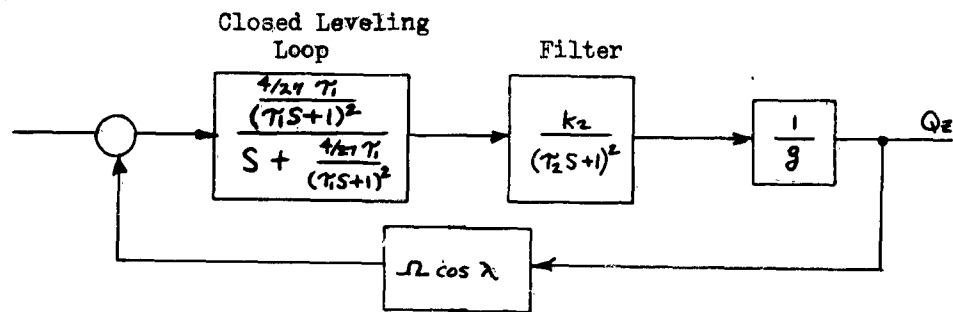 Closed Leveling
Loop
Filter
4/27 τ₁
(τ₁S+1)²
S + 4/27 τ₁
(τ₁S+1)²
K₂
(τ₂S+1)²
1
g
Qz
Ω cos λ